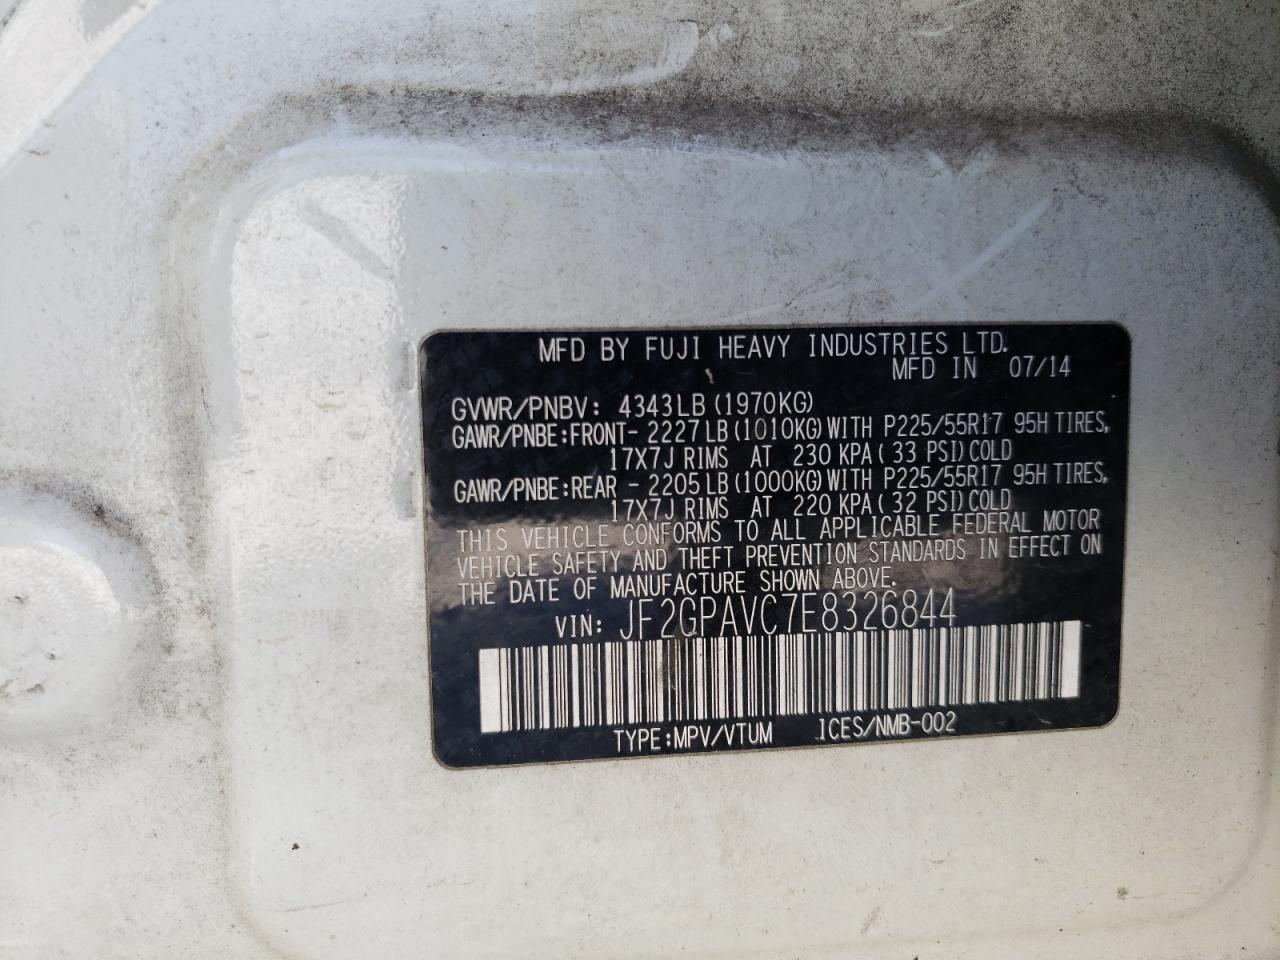 MFD BY FUJI HEAVY INDUSTRIES LTD.
MFD IN 07/14
GVWR/PNBV: 4343LB(1970KG)
GAWR/PNBE:FRONT-2227LB(1010KG)WITH P225/55R17 95H TIRES,
17X7J RIMS AT 230 KPA(33 PSI)COLD
GAWR/PNBE:REAR -2205LB(1000KG)WITH P225/55R17 95H TIRES,
17X7J RIMS AT 220 KPA(32 PSI)COLD
THIS VEHICLE CONFORMS TO ALL APPLICABLE FEDERAL MOTOR
VEHICLE SAFETY AND THEFT PREVENTION STANDARDS IN EFFECT ON
THE DATE OF MANUFACTURE SHOWN ABOVE.
VIN: JF2GPAVC7E8326844
TYPE:MPV/VTUM ICES/NMB-002